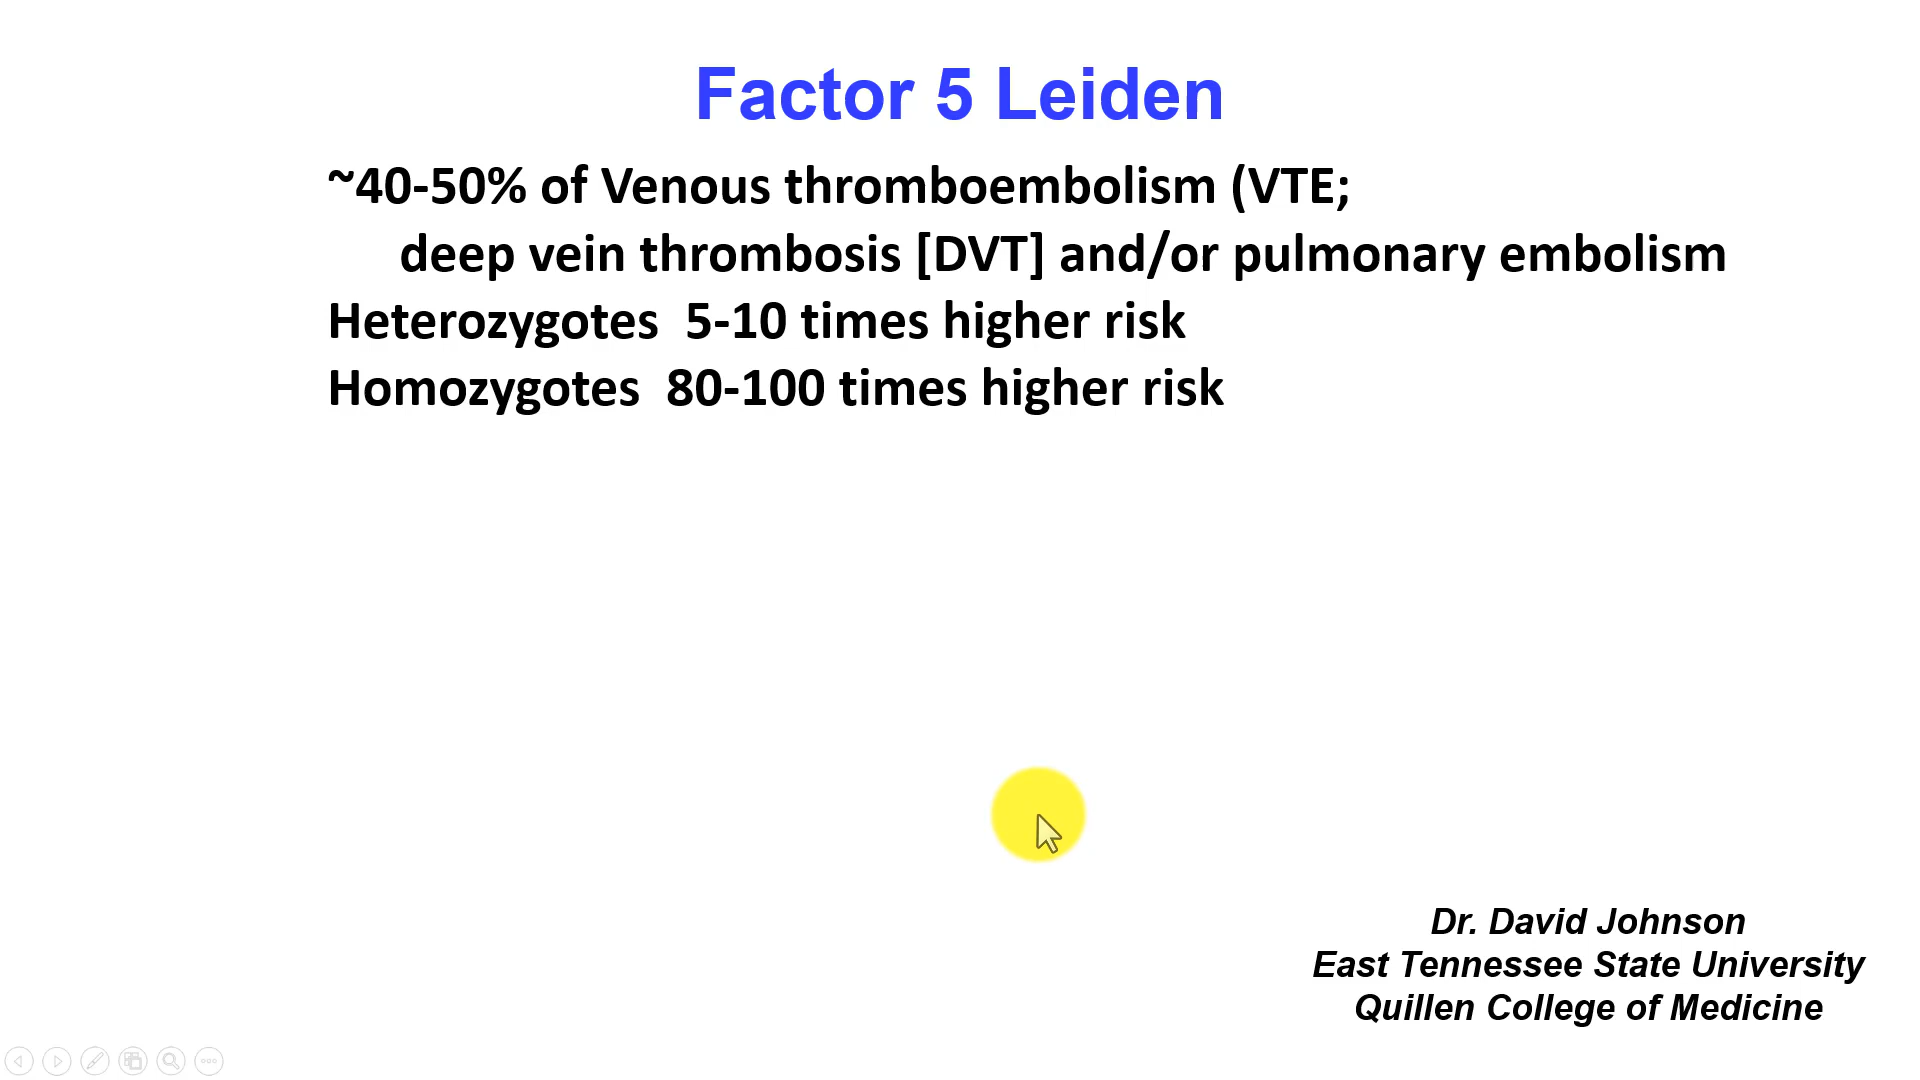 Factor 5 Leiden
~40-50% of Venous thromboembolism (VTE;
deep vein thrombosis [DVT] and/or pulmonary embolism
Heterozygotes  5-10 times higher risk
Homozygotes  80-100 times higher risk
Dr. David Johnson
East Tennessee State University
Quillen College of Medicine